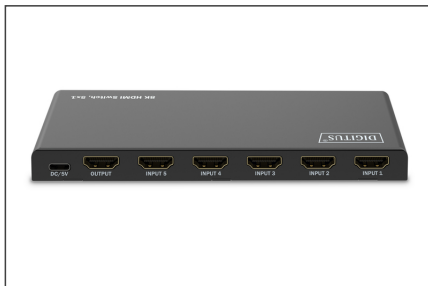 8K HDMI Switch, 5x1
DIGITUS®
DC/5V OUTPUT INPUT 5 INPUT 4 INPUT 3 INPUT 2 INPUT 1